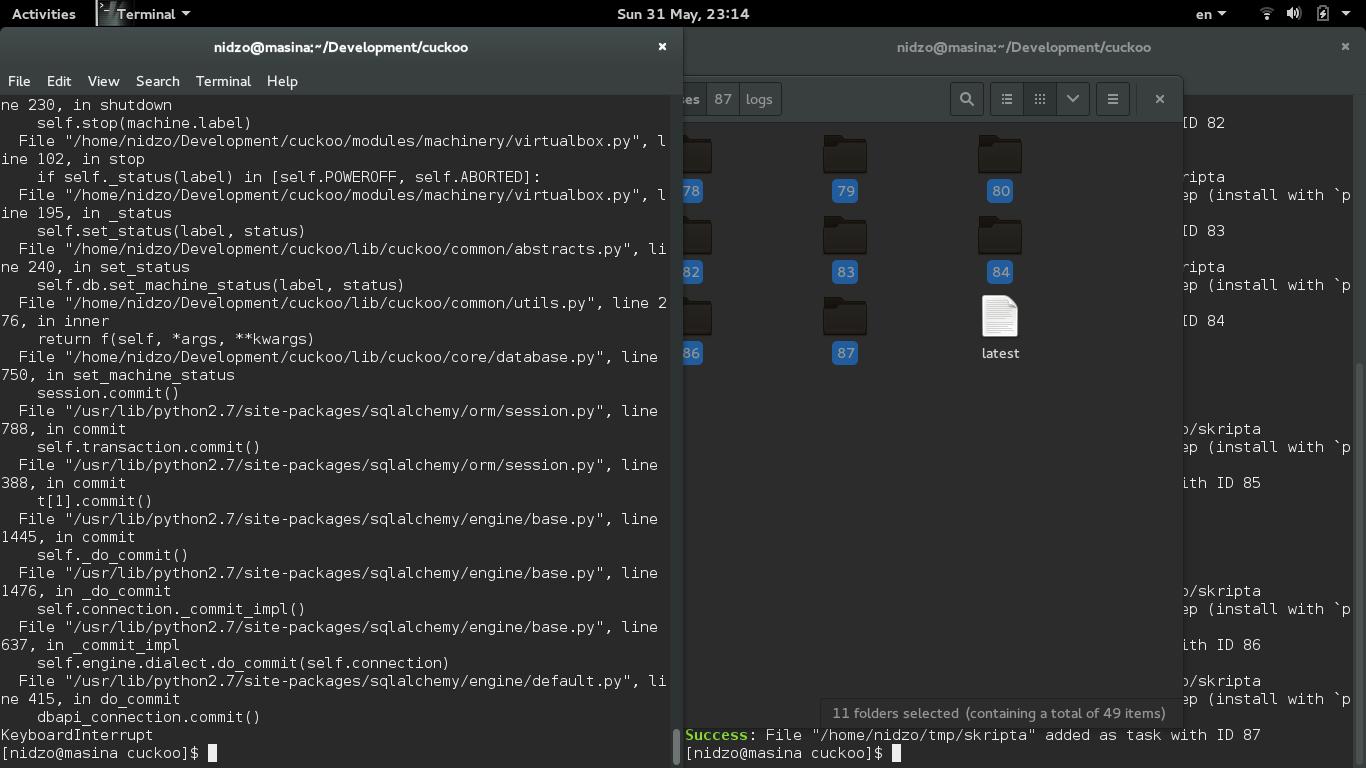 Activities
Terminal
Sun 31 May, 23:14
en
nidzo@masina:~/Development/cuckoo
File Edit View Search Terminal Help
ne 230, in shutdown
self.stop(machine.label)
File "/home/nidzo/Development/cuckoo/modules/machinery/virtualbox.py", l
ine 102, in stop
if self._status(label) in [self.POWEROFF, self.ABORTED]:
File "/home/nidzo/Development/cuckoo/modules/machinery/virtualbox.py", l
ine 195, in _status
self.set_status(label, status)
File "/home/nidzo/Development/cuckoo/lib/cuckoo/common/abstracts.py", li
ne 240, in set_status
self.db.set_machine_status(label, status)
File "/home/nidzo/Development/cuckoo/lib/cuckoo/common/utils.py", line 2
76, in inner
return f(self, *args, **kwargs)
File "/home/nidzo/Development/cuckoo/lib/cuckoo/core/database.py", line
750, in set_machine_status
session.commit()
File "/usr/lib/python2.7/site-packages/sqlalchemy/orm/session.py", line
788, in commit
self.transaction.commit()
File "/usr/lib/python2.7/site-packages/sqlalchemy/orm/session.py", line
388, in commit
t[1].commit()
File "/usr/lib/python2.7/site-packages/sqlalchemy/engine/base.py", line
1445, in commit
self._do_commit()
File "/usr/lib/python2.7/site-packages/sqlalchemy/engine/base.py", line
1476, in _do_commit
self.connection._commit_impl()
File "/usr/lib/python2.7/site-packages/sqlalchemy/engine/base.py", line
637, in _commit_impl
self.engine.dialect.do_commit(self.connection)
File "/usr/lib/python2.7/site-packages/sqlalchemy/engine/default.py", li
ne 415, in do_commit
dbapi_connection.commit()
KeyboardInterrupt
[nidzo@masina cuckoo]$
nidzo@masina:~/Development/cuckoo
ses 87 logs
78 79 80
82 83 84
86 87 latest
11 folders selected (containing a total of 49 items)
ID 82
ripta
ep (install with `p
ID 83
ripta
ep (install with `p
ID 84
p/skripta
ep (install with `p
ith ID 85
p/skripta
ep (install with `p
ith ID 86
p/skripta
ep (install with `p
Success: File "/home/nidzo/tmp/skripta" added as task with ID 87
[nidzo@masina cuckoo]$